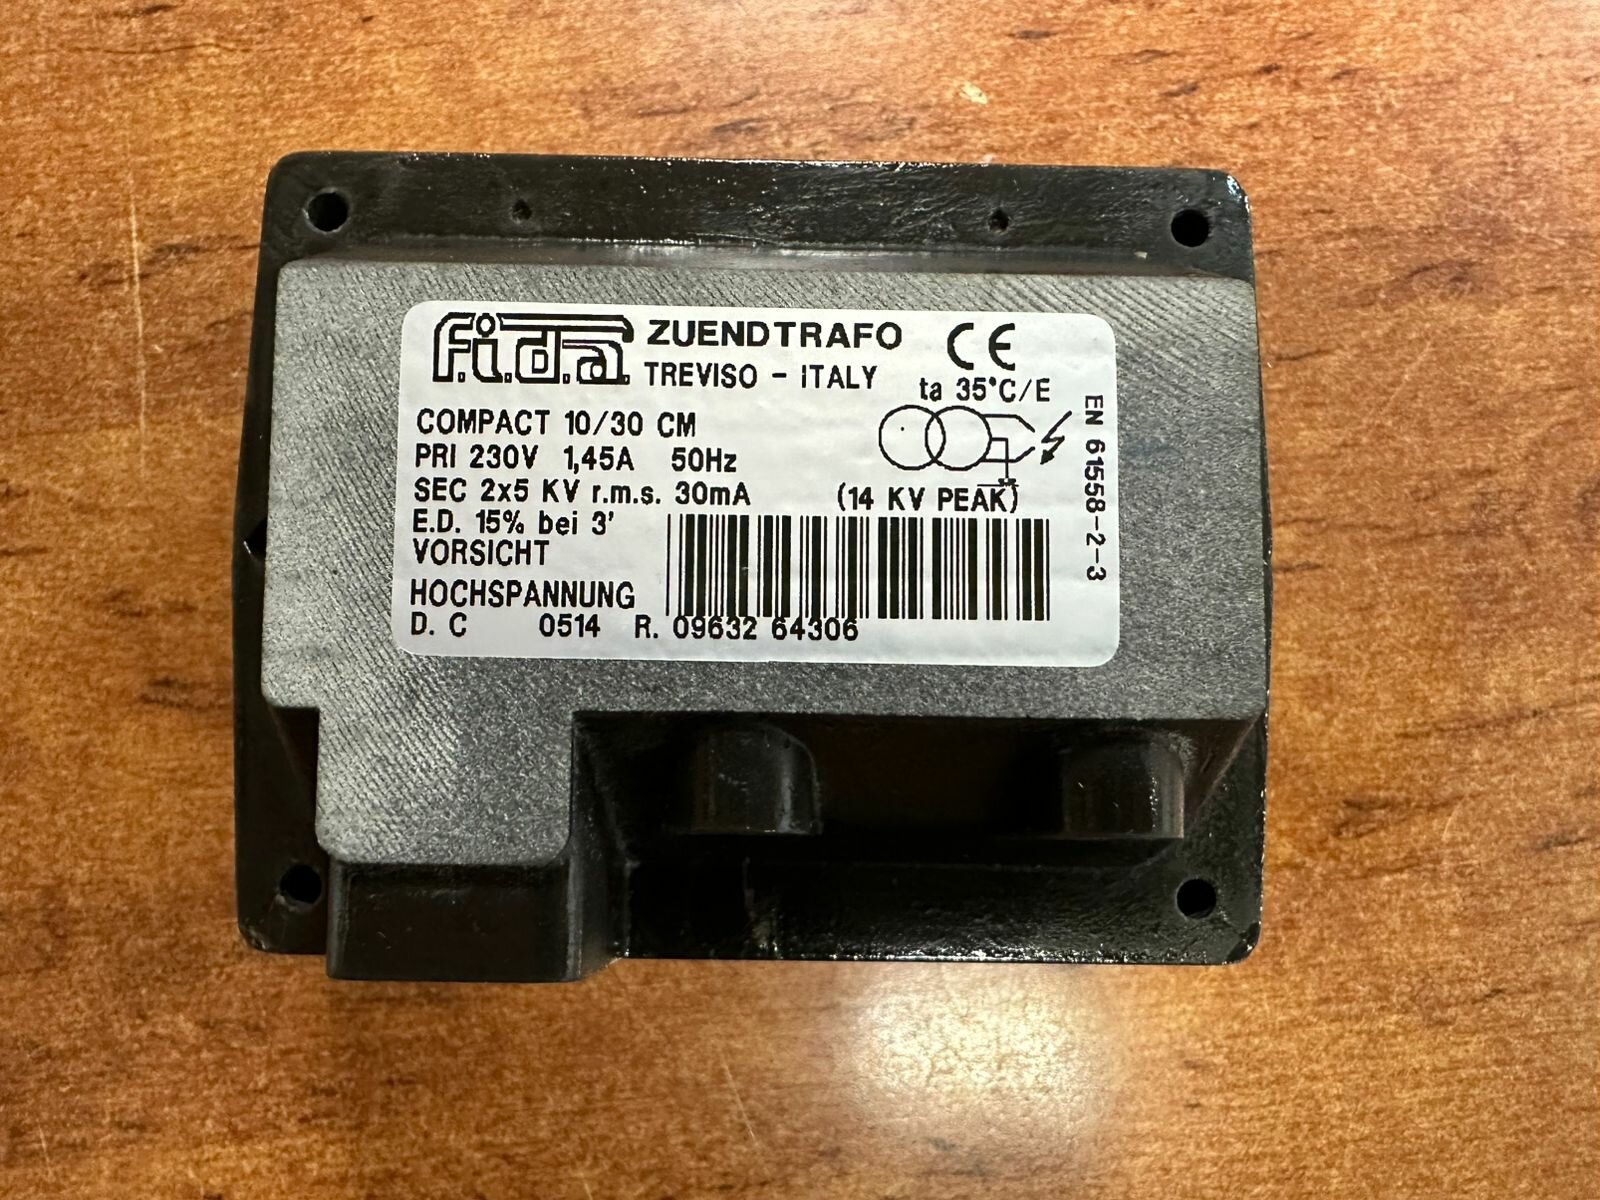 f.i.d.a. ZUENDTRAFO CE
TREVISO - ITALY
ta 35°C/E
COMPACT 10/30 CM
PRI 230V 1,45A 50Hz
SEC 2x5 KV r.m.s. 30mA (14 KV PEAK)
E.D. 15% bei 3'
VORSICHT
HOCHSPANNUNG
D. C 0514 R. 09632 64306
EN 61558-2-3